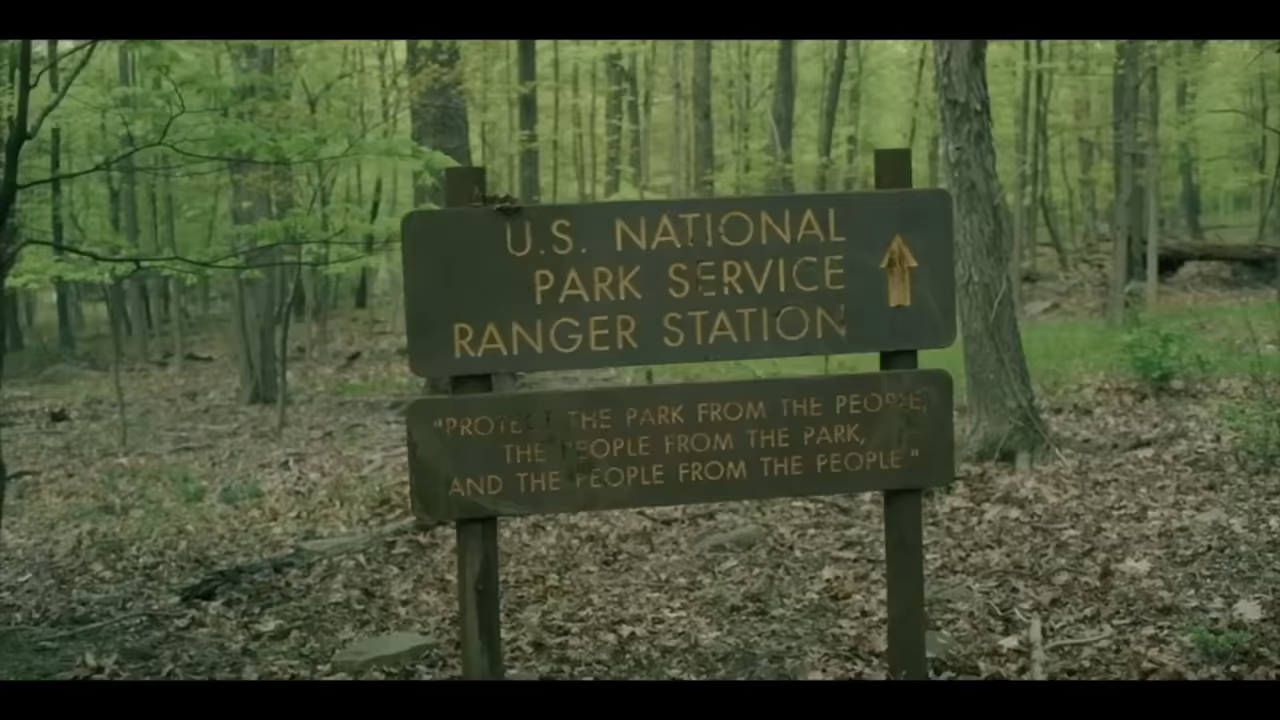 U.S. NATIONAL
PARK SERVICE
RANGER STATION
"PROTECT THE PARK FROM THE PEOPLE,
THE PEOPLE FROM THE PARK,
AND THE PEOPLE FROM THE PEOPLE"